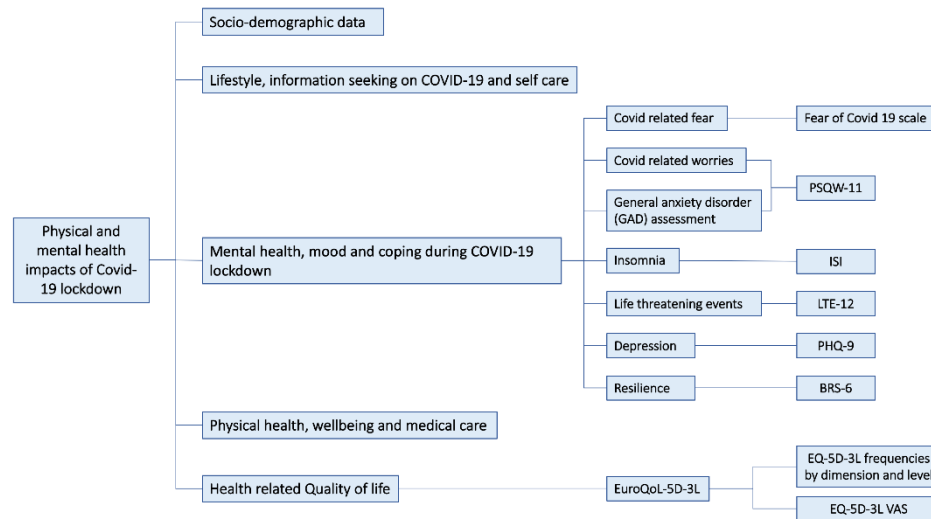 Socio-demographic data
Lifestyle, information seeking on COVID-19 and self care
Covid related fear
Fear of Covid 19 scale
Covid related worries
PSQW-11
General anxiety disorder
(GAD) assessment
Physical and
mental health
impacts of Covid-
19 lockdown
Mental health, mood and coping during COVID-19
lockdown
Insomnia
ISI
Life threatening events
LTE-12
Depression
PHQ-9
Resilience
BRS-6
Physical health, wellbeing and medical care
Health related Quality of life
EuroQoL-5D-3L
EQ-5D-3L frequencies
by dimension and level
EQ-5D-3L VAS